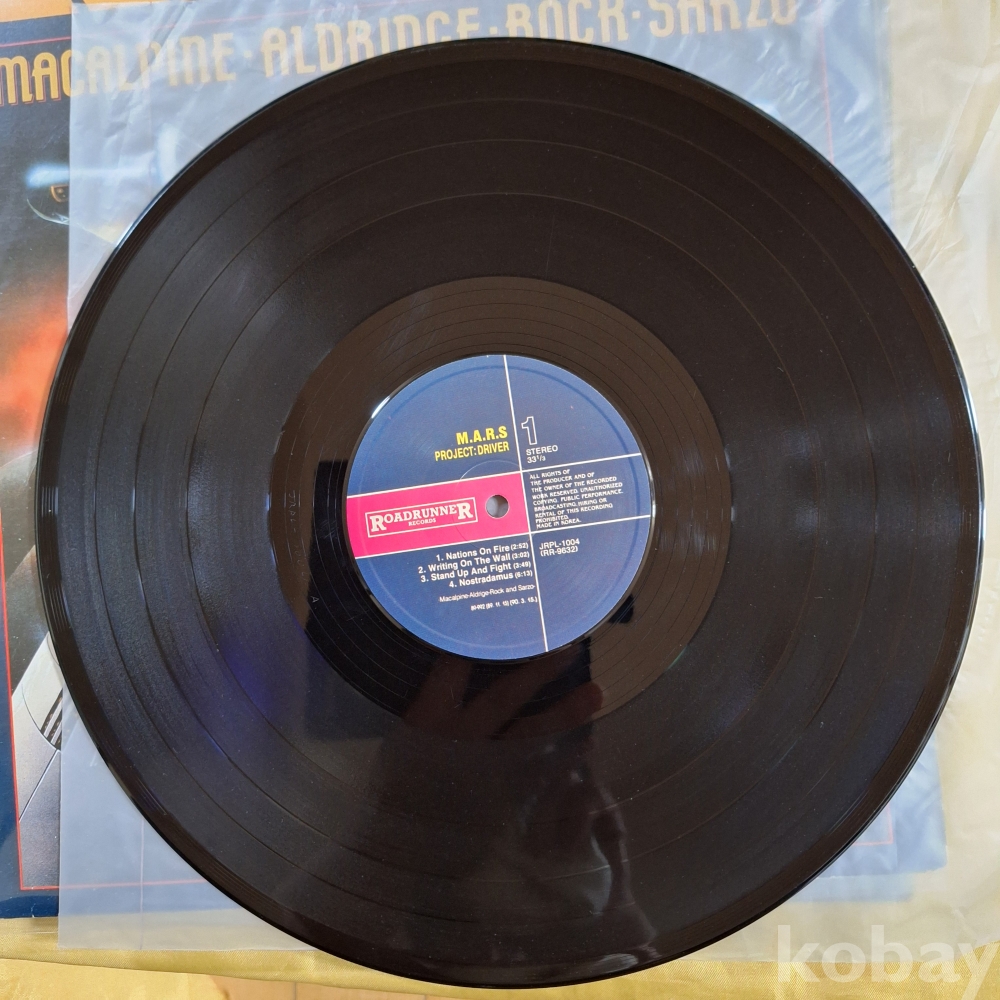 MACALPINE·ALDRIDGE·ROCK·SARZO
M.A.R.S
PROJECT:DRIVER
1
STEREO
33 1/3
ROADRUNNER
RECORDS
ALL RIGHTS OF
THE PRODUCER AND OF
THE OWNER OF THE RECORDED
WORK RESERVED. UNAUTHORIZED
COPYING, PUBLIC PERFORMANCE,
BROADCASTING, HIRING OR
RENTAL OF THIS RECORDING
PROHIBITED.
MADE IN KOREA.
1. Nations On Fire (2:52)
2. Writing On The Wall (3:02)
3. Stand Up And Fight (3:49)
4. Nostradamus (6:13)
-Macalpine-Aldrige-Rock and Sarzo-
JRPL-1004
(RR-9632)
kobay